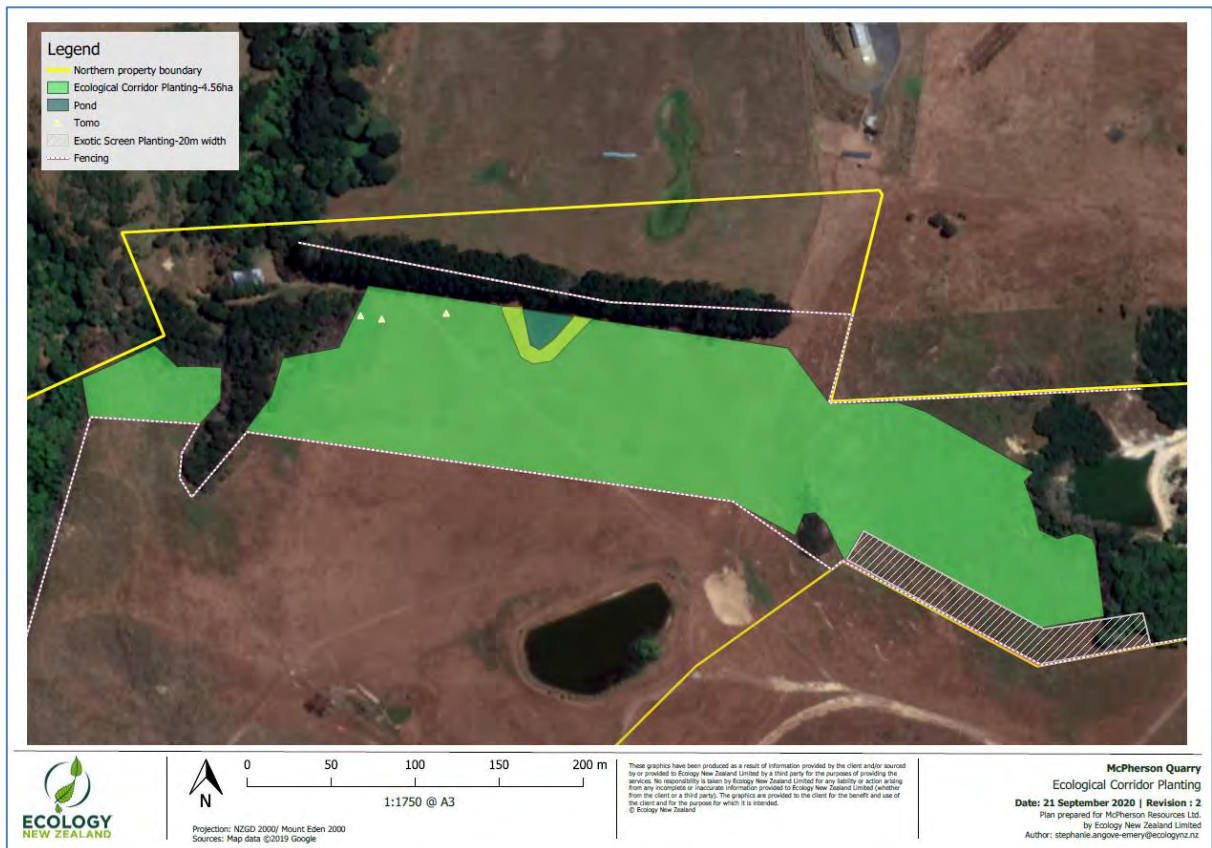 Legend
Northern property boundary
Ecological Corridor Planting-4.56ha
Pond
Tomo
Exotic Screen Planting-20m width
Fencing
ECOLOGY
NEW ZEALAND
N
0 50 100 150 200 m
1:1750 @ A3
Projection: NZGD 2000/ Mount Eden 2000
Sources: Map data ©2019 Google
These graphics have been produced as a result of information provided by the client and/or sourced
by or provided to Ecology New Zealand Limited by a third party for the purposes of providing the
services. No responsibility is taken by Ecology New Zealand Limited for any liability or action arising
from any incomplete or inaccurate information provided to Ecology New Zealand Limited (whether
from the client or a third party). The graphics are provided to the client for the benefit and use of
the client and for the purpose for which it is intended.
© Ecology New Zealand
McPherson Quarry
Ecological Corridor Planting
Date: 21 September 2020 | Revision : 2
Plan prepared for McPherson Resources Ltd.
by Ecology New Zealand Limited
Author: stephanie.angove-emery@ecologynz.nz